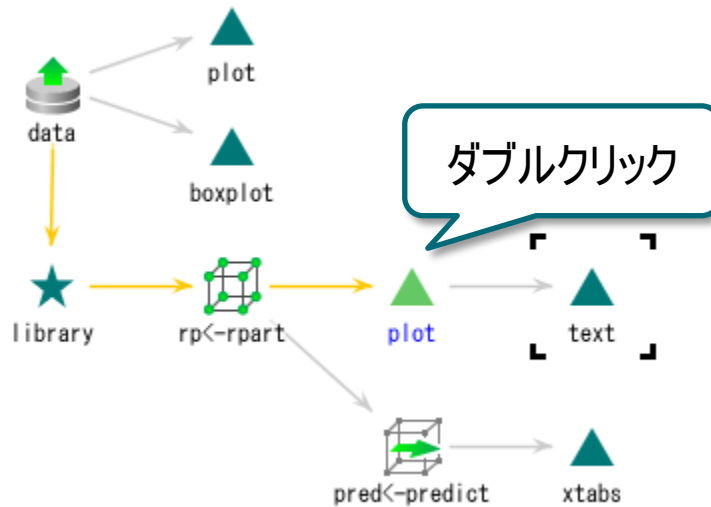 plot
data
boxplot
ダブルクリック
library
rp<-rpart
plot
text
pred<-predict
xtabs